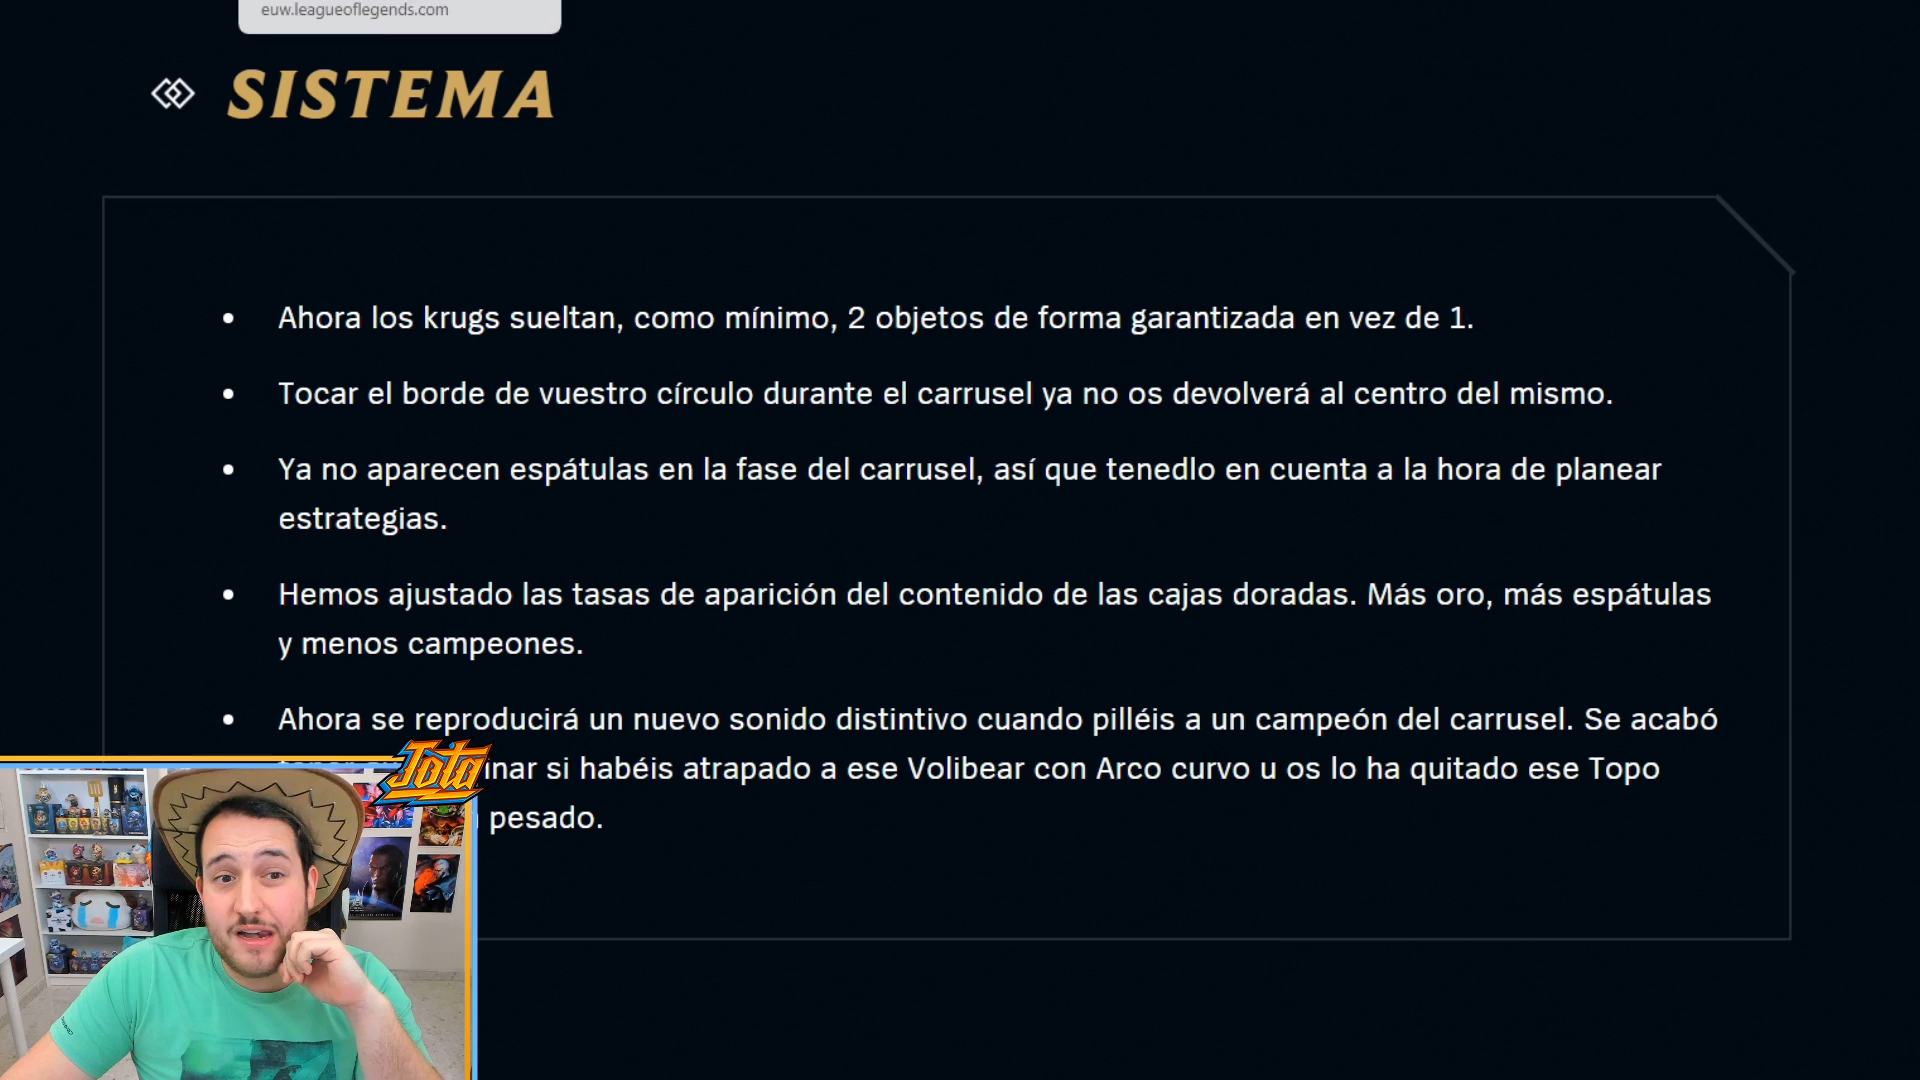 euw.leagueoflegends.com
SISTEMA
• Ahora los krugs sueltan, como mínimo, 2 objetos de forma garantizada en vez de 1.
• Tocar el borde de vuestro círculo durante el carrusel ya no os devolverá al centro del mismo.
• Ya no aparecen espátulas en la fase del carrusel, así que tenedlo en cuenta a la hora de planear
estrategias.
• Hemos ajustado las tasas de aparición del contenido de las cajas doradas. Más oro, más espátulas
y menos campeones.
• Ahora se reproducirá un nuevo sonido distintivo cuando pilléis a un campeón del carrusel. Se acabó
si habéis atrapado a ese Volibear con Arco curvo u os lo ha quitado ese Topo
pesado.
Jota